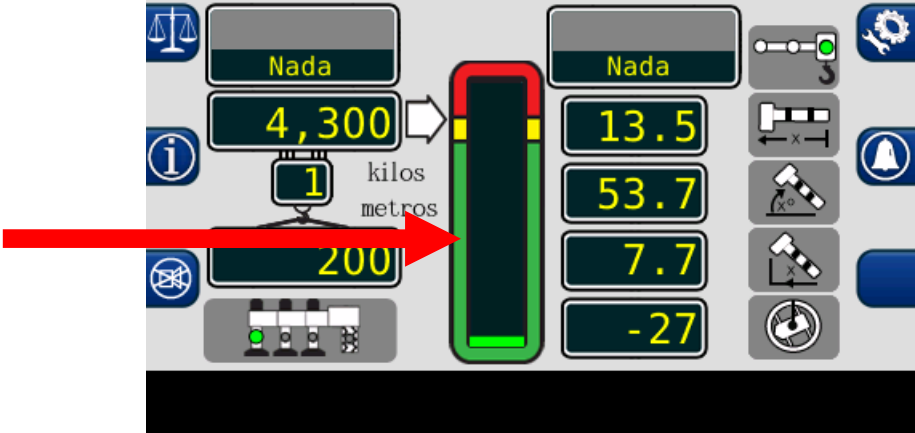 Nada
Nada
4,300
13.5
1
kilos
metros
x
53.7
x°
200
7.7
x
-27